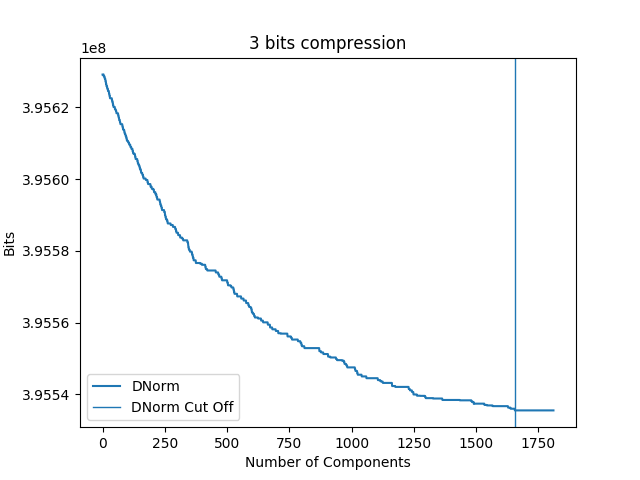 3 bits compression
1e8
3.9562
3.9560
3.9558
3.9556
3.9554
Bits
DNorm
DNorm Cut Off
0 250 500 750 1000 1250 1500 1750
Number of Components